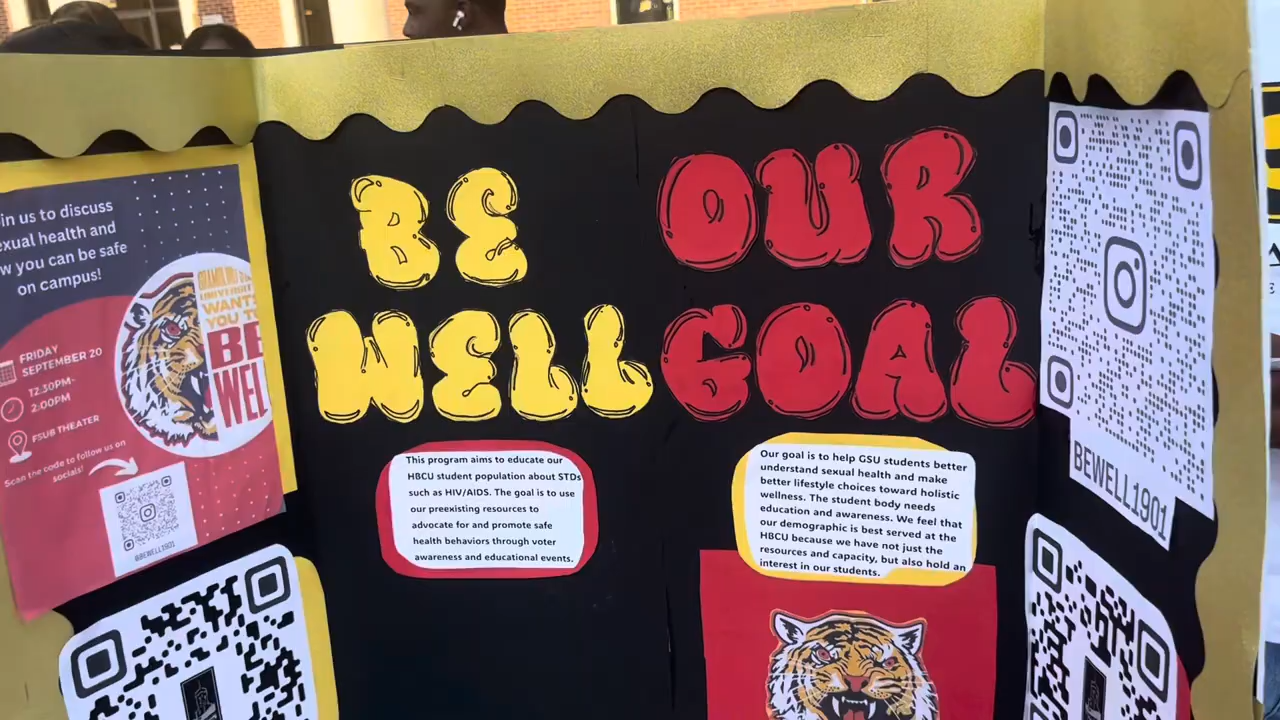 in us to discuss
exual health and
w you can be safe
on campus!
GRAMBLING
UNIVERSITY
WANTS
YOU TO
BE
WEL
FRIDAY
SEPTEMBER 20
12:30PM-
2:00PM
FSUB THEATER
Scan the code to follow us on
socials!
@BEWELL1901
BE
WELL
This program aims to educate our
HBCU student population about STDs
such as HIV/AIDS. The goal is to use
our preexisting resources to
advocate for and promote safe
health behaviors through voter
awareness and educational events.
OUR
GOAL
Our goal is to help GSU students better
understand sexual health and make
better lifestyle choices toward holistic
wellness. The student body needs
education and awareness. We feel that
our demographic is best served at the
HBCU because we have not just the
resources and capacity, but also hold an
interest in our students.
BEWELL1901